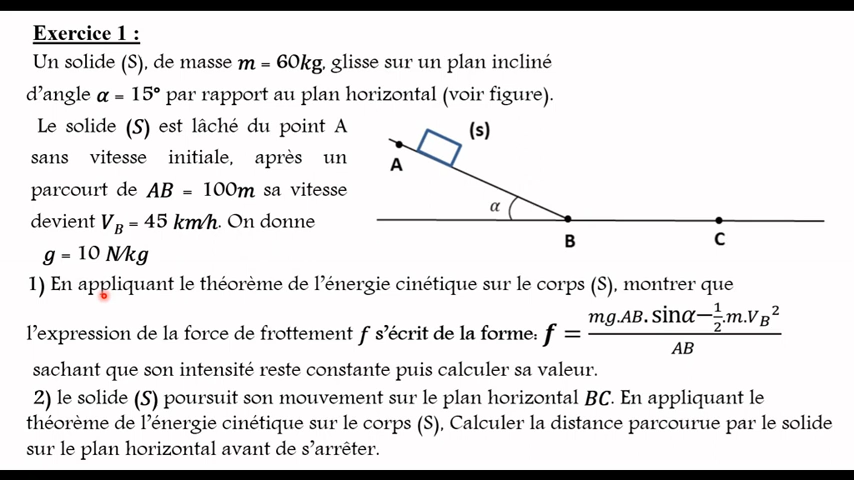 Exercice 1 :
Un solide (S), de masse m = 60kg, glisse sur un plan incliné
d'angle α = 15° par rapport au plan horizontal (voir figure).
Le solide (S) est lâché du point A
sans vitesse initiale, après un
parcourt de AB = 100m sa vitesse
devient V_B = 45 km/h. On donne
g = 10 N/kg
(s)
A
α
B
C
1) En appliquant le théorème de l'énergie cinétique sur le corps (S), montrer que
l'expression de la force de frottement f s'écrit de la forme: f = (mg.AB.sinα−½.m.V_B²)/AB
sachant que son intensité reste constante puis calculer sa valeur.
2) le solide (S) poursuit son mouvement sur le plan horizontal BC. En appliquant le
théorème de l'énergie cinétique sur le corps (S), Calculer la distance parcourue par le solide
sur le plan horizontal avant de s'arrêter.